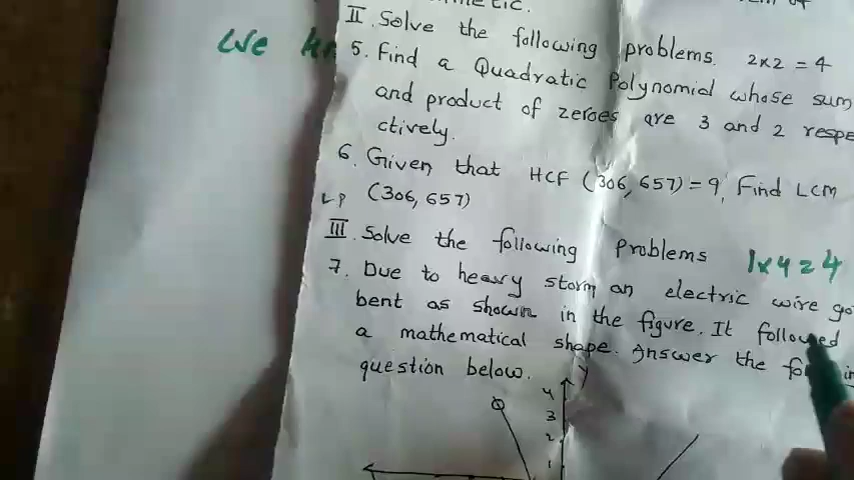 We
II. Solve the following problems. 2x2 = 4
5. Find a Quadratic Polynomial whose sum
and product of zeroes are 3 and 2 respe
ctively.
6. Given that HCF (306, 657) = 9, Find LCM
(306, 657)
III. Solve the following problems 1x4=4
7. Due to heavy storm an electric wire go
bent as shown in the figure. It followed
a mathematical shape. Answer the
question below.
y
4
3
2
1